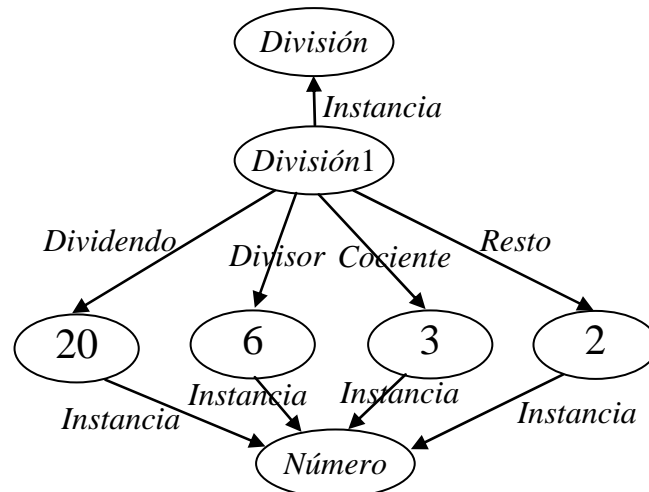 División
Instancia
División1
Dividendo
Divisor
Cociente
Resto
20
6
3
2
Instancia
Instancia
Instancia
Instancia
Número